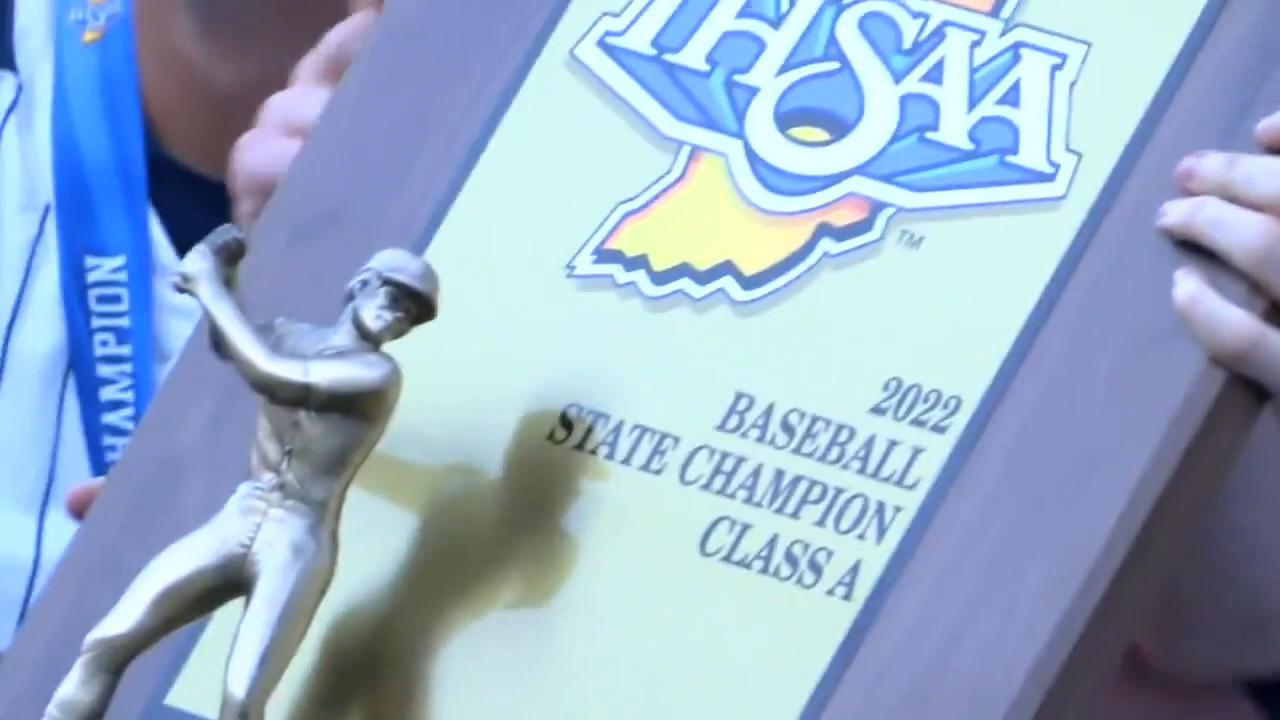 IHSAA
TM
2022
BASEBALL
STATE CHAMPION
CLASS A
CHAMPION